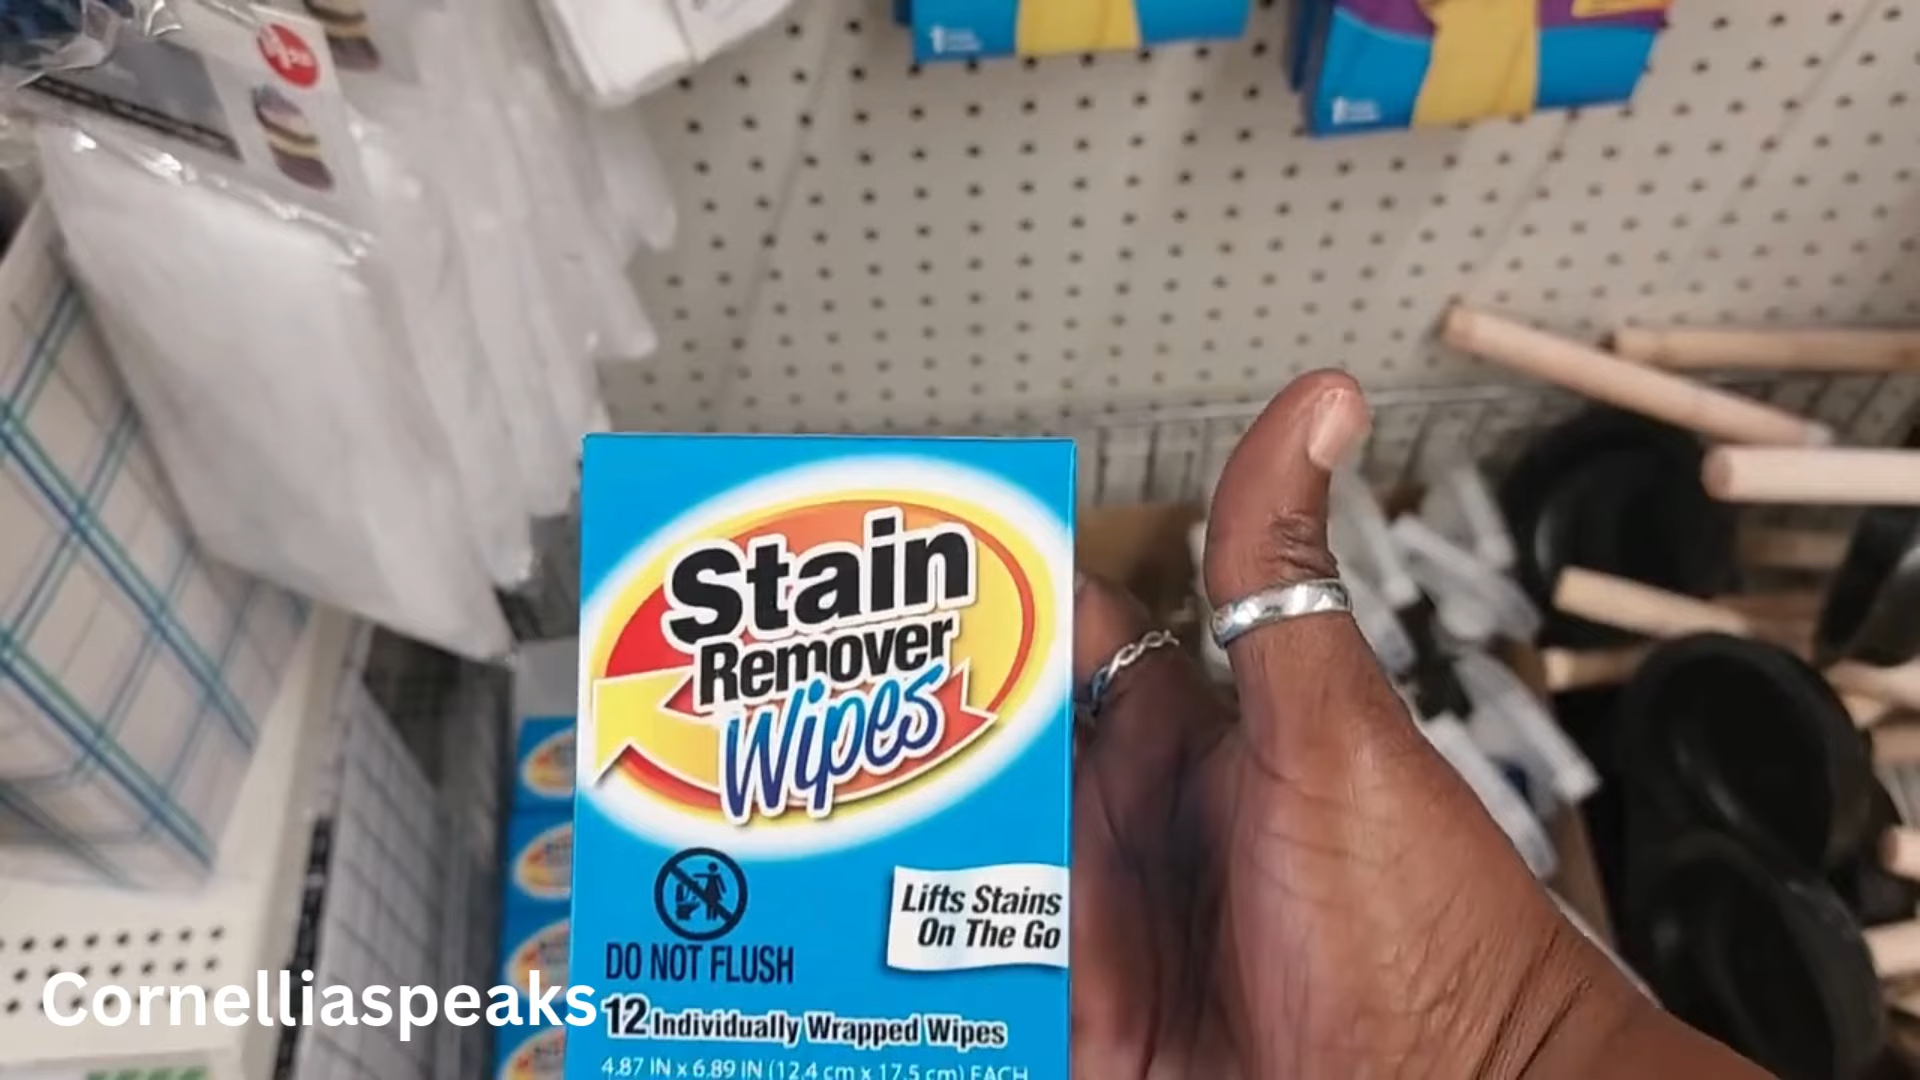 Stain
Remover
Wipes
Lifts Stains
On The Go
DO NOT FLUSH
12 Individually Wrapped Wipes
4.87 IN x 6.89 IN (12.4 cm x 17.5 cm) EACH
Cornelliaspeaks